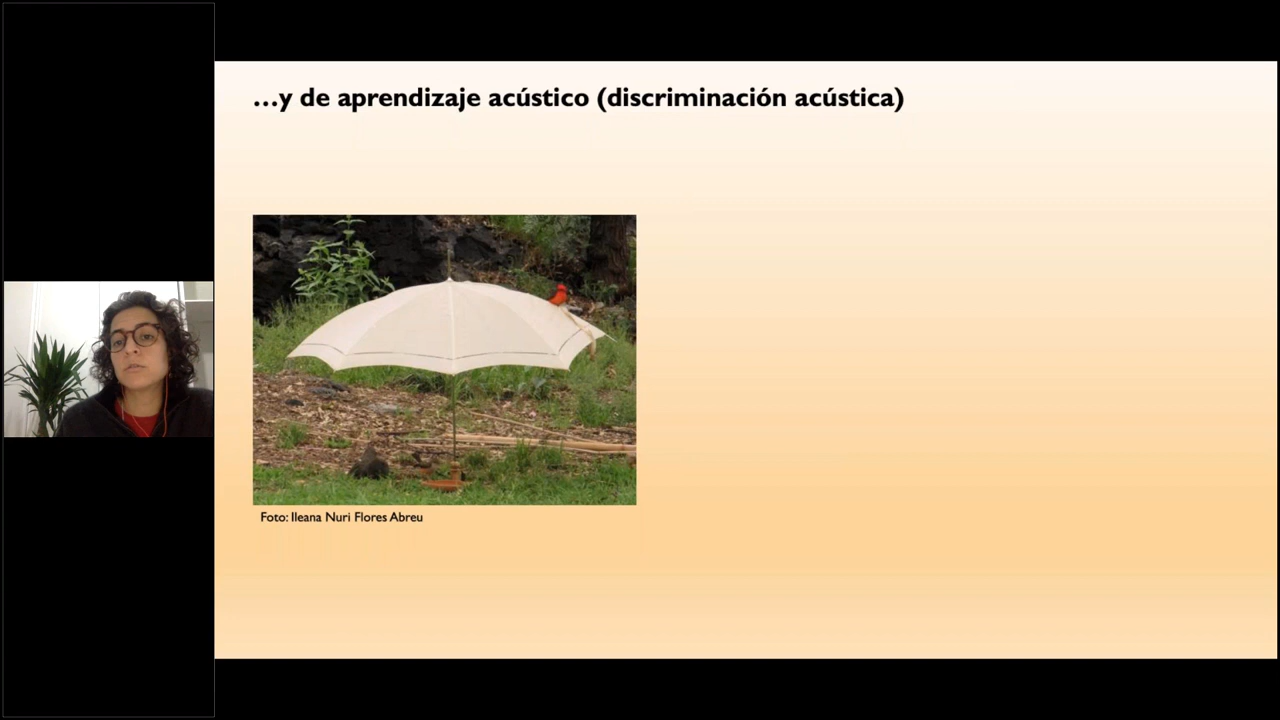 ...y de aprendizaje acústico (discriminación acústica)
Foto: Ileana Nuri Flores Abreu